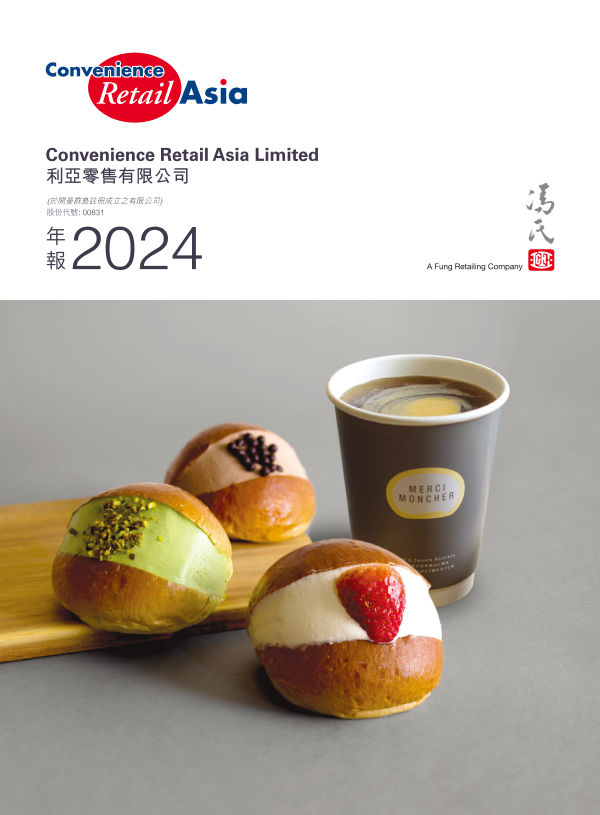 Convenience
Retail Asia
Convenience Retail Asia Limited
利亞零售有限公司
(於開曼群島註冊成立之有限公司)
股份代號: 00831
年報 2024
馮氏
A Fung Retailing Company
MERCI
MONCHER